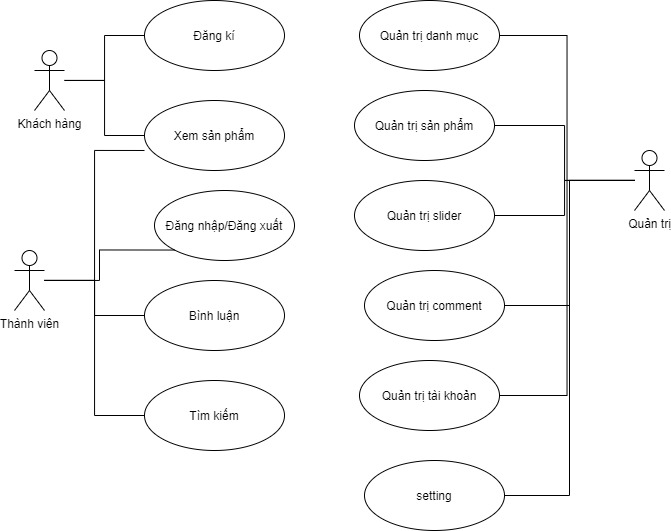 Đăng kí
Khách hàng
Xem sản phẩm
Đăng nhập/Đăng xuất
Thành viên
Bình luận
Tìm kiếm
Quản trị danh mục
Quản trị sản phẩm
Quản trị slider
Quản trị
Quản trị comment
Quản trị tài khoản
setting